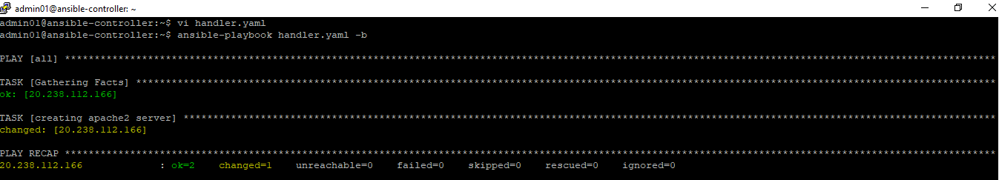 admin01@ansible-controller: ~
admin01@ansible-controller:~$ vi handler.yaml
admin01@ansible-controller:~$ ansible-playbook handler.yaml -b
PLAY [all] ****************************************************************************************************************************************************************
TASK [Gathering Facts] ****************************************************************************************************************************************************
ok: [20.238.112.166]
TASK [creating apache2 server] ********************************************************************************************************************************************
changed: [20.238.112.166]
PLAY RECAP ****************************************************************************************************************************************************************
20.238.112.166             : ok=2    changed=1    unreachable=0    failed=0    skipped=0    rescued=0    ignored=0